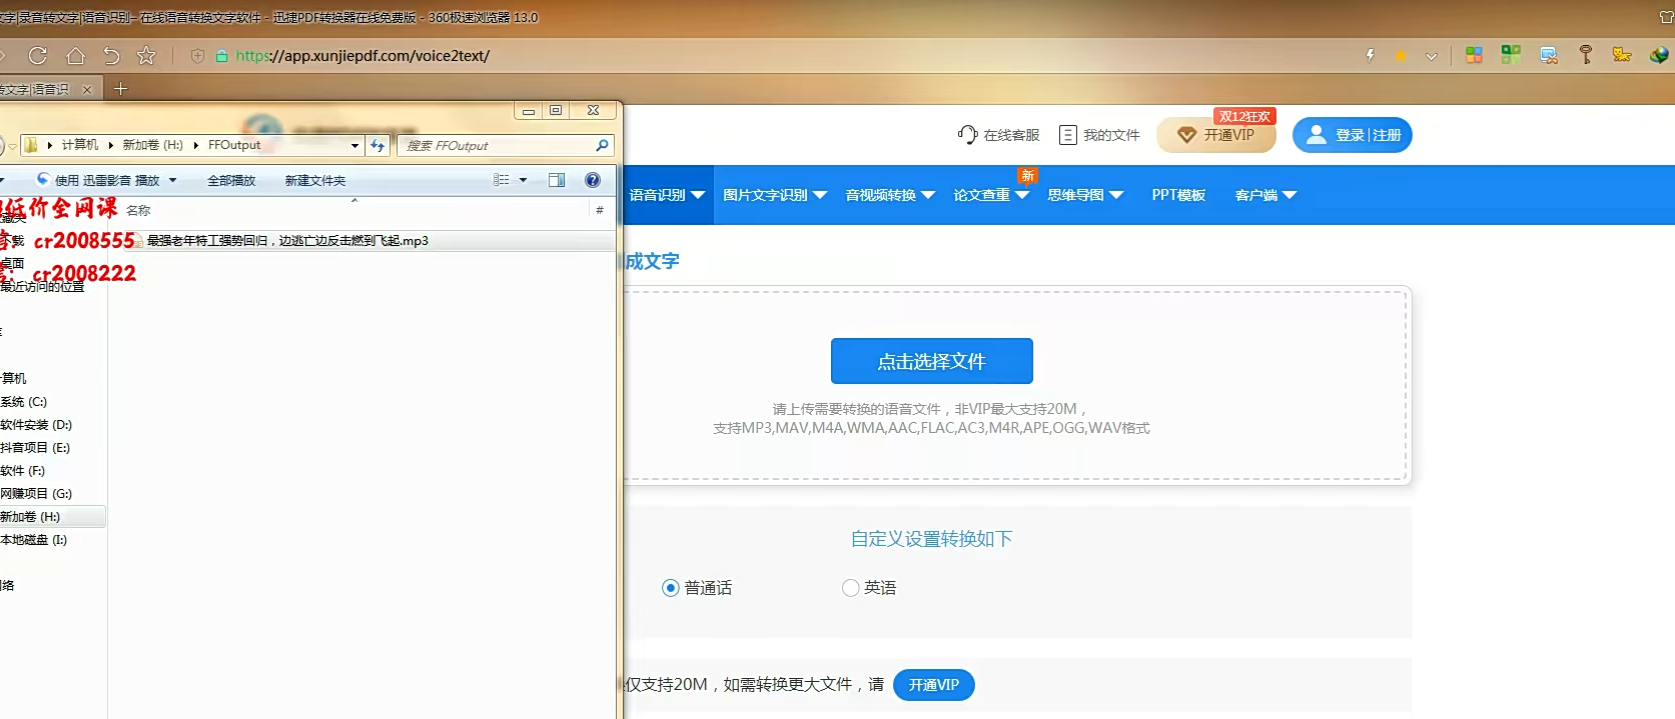 文字|录音转文字|语音识别– 在线语音转换文字软件 - 迅捷PDF转换器在线免费版 - 360极速浏览器 13.0
https://app.xunjiepdf.com/voice2text/
转文字|语音识
计算机 新加卷 (H:) FFOutput
搜索 FFOutput
使用 迅雷影音 播放 全部播放 新建文件夹
名称 #
低价全网课
最强老年特工强势回归，边逃亡边反击燃到飞起.mp3
cr2008555
桌面
cr2008222
最近访问的位置
计算机
系统 (C:)
软件安装 (D:)
抖音项目 (E:)
软件 (F:)
网赚项目 (G:)
新加卷 (H:)
本地磁盘 (I:)
网络
双12狂欢
在线客服 我的文件 开通VIP 登录|注册
新
语音识别 图片文字识别 音视频转换 论文查重 思维导图 PPT模板 客户端
成文字
点击选择文件
请上传需要转换的语音文件，非VIP最大支持20M，
支持MP3,MAV,M4A,WMA,AAC,FLAC,AC3,M4R,APE,OGG,WAV格式
自定义设置转换如下
普通话 英语
仅支持20M，如需转换更大文件，请 开通VIP